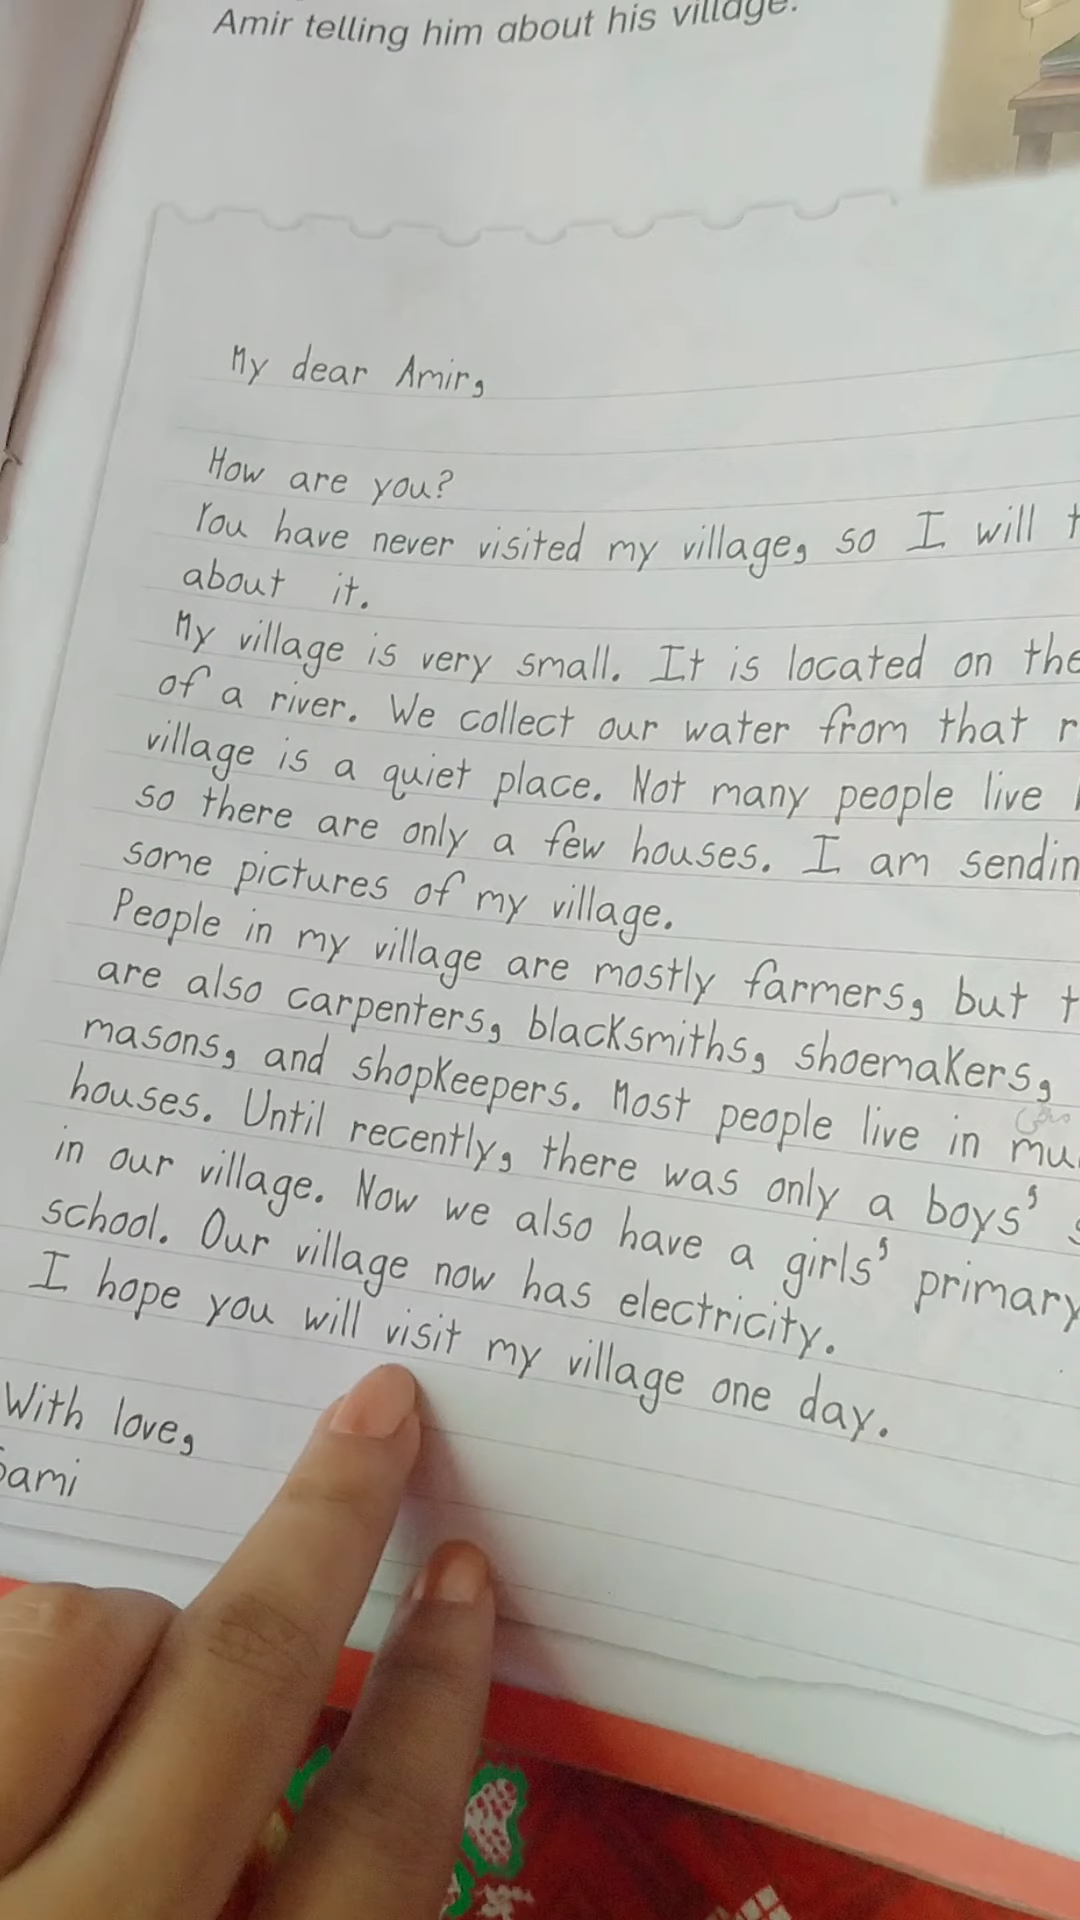 Amir telling him about his village.
My dear Amir,
How are you?
You have never visited my village, so I will
about it.
My village is very small. It is located on the
of a river. We collect our water from that
village is a quiet place. Not many people live
so there are only a few houses. I am
some pictures of my village.
People in my village are mostly farmers, but
are also carpenters, blacksmiths, shoemakers,
masons, and shopkeepers. Most people live in
houses. Until recently, there was only a boys'
in our village. Now we also have a girls' primary
school. Our village now has electricity.
I hope you will visit my village one day.
With love,
Sami